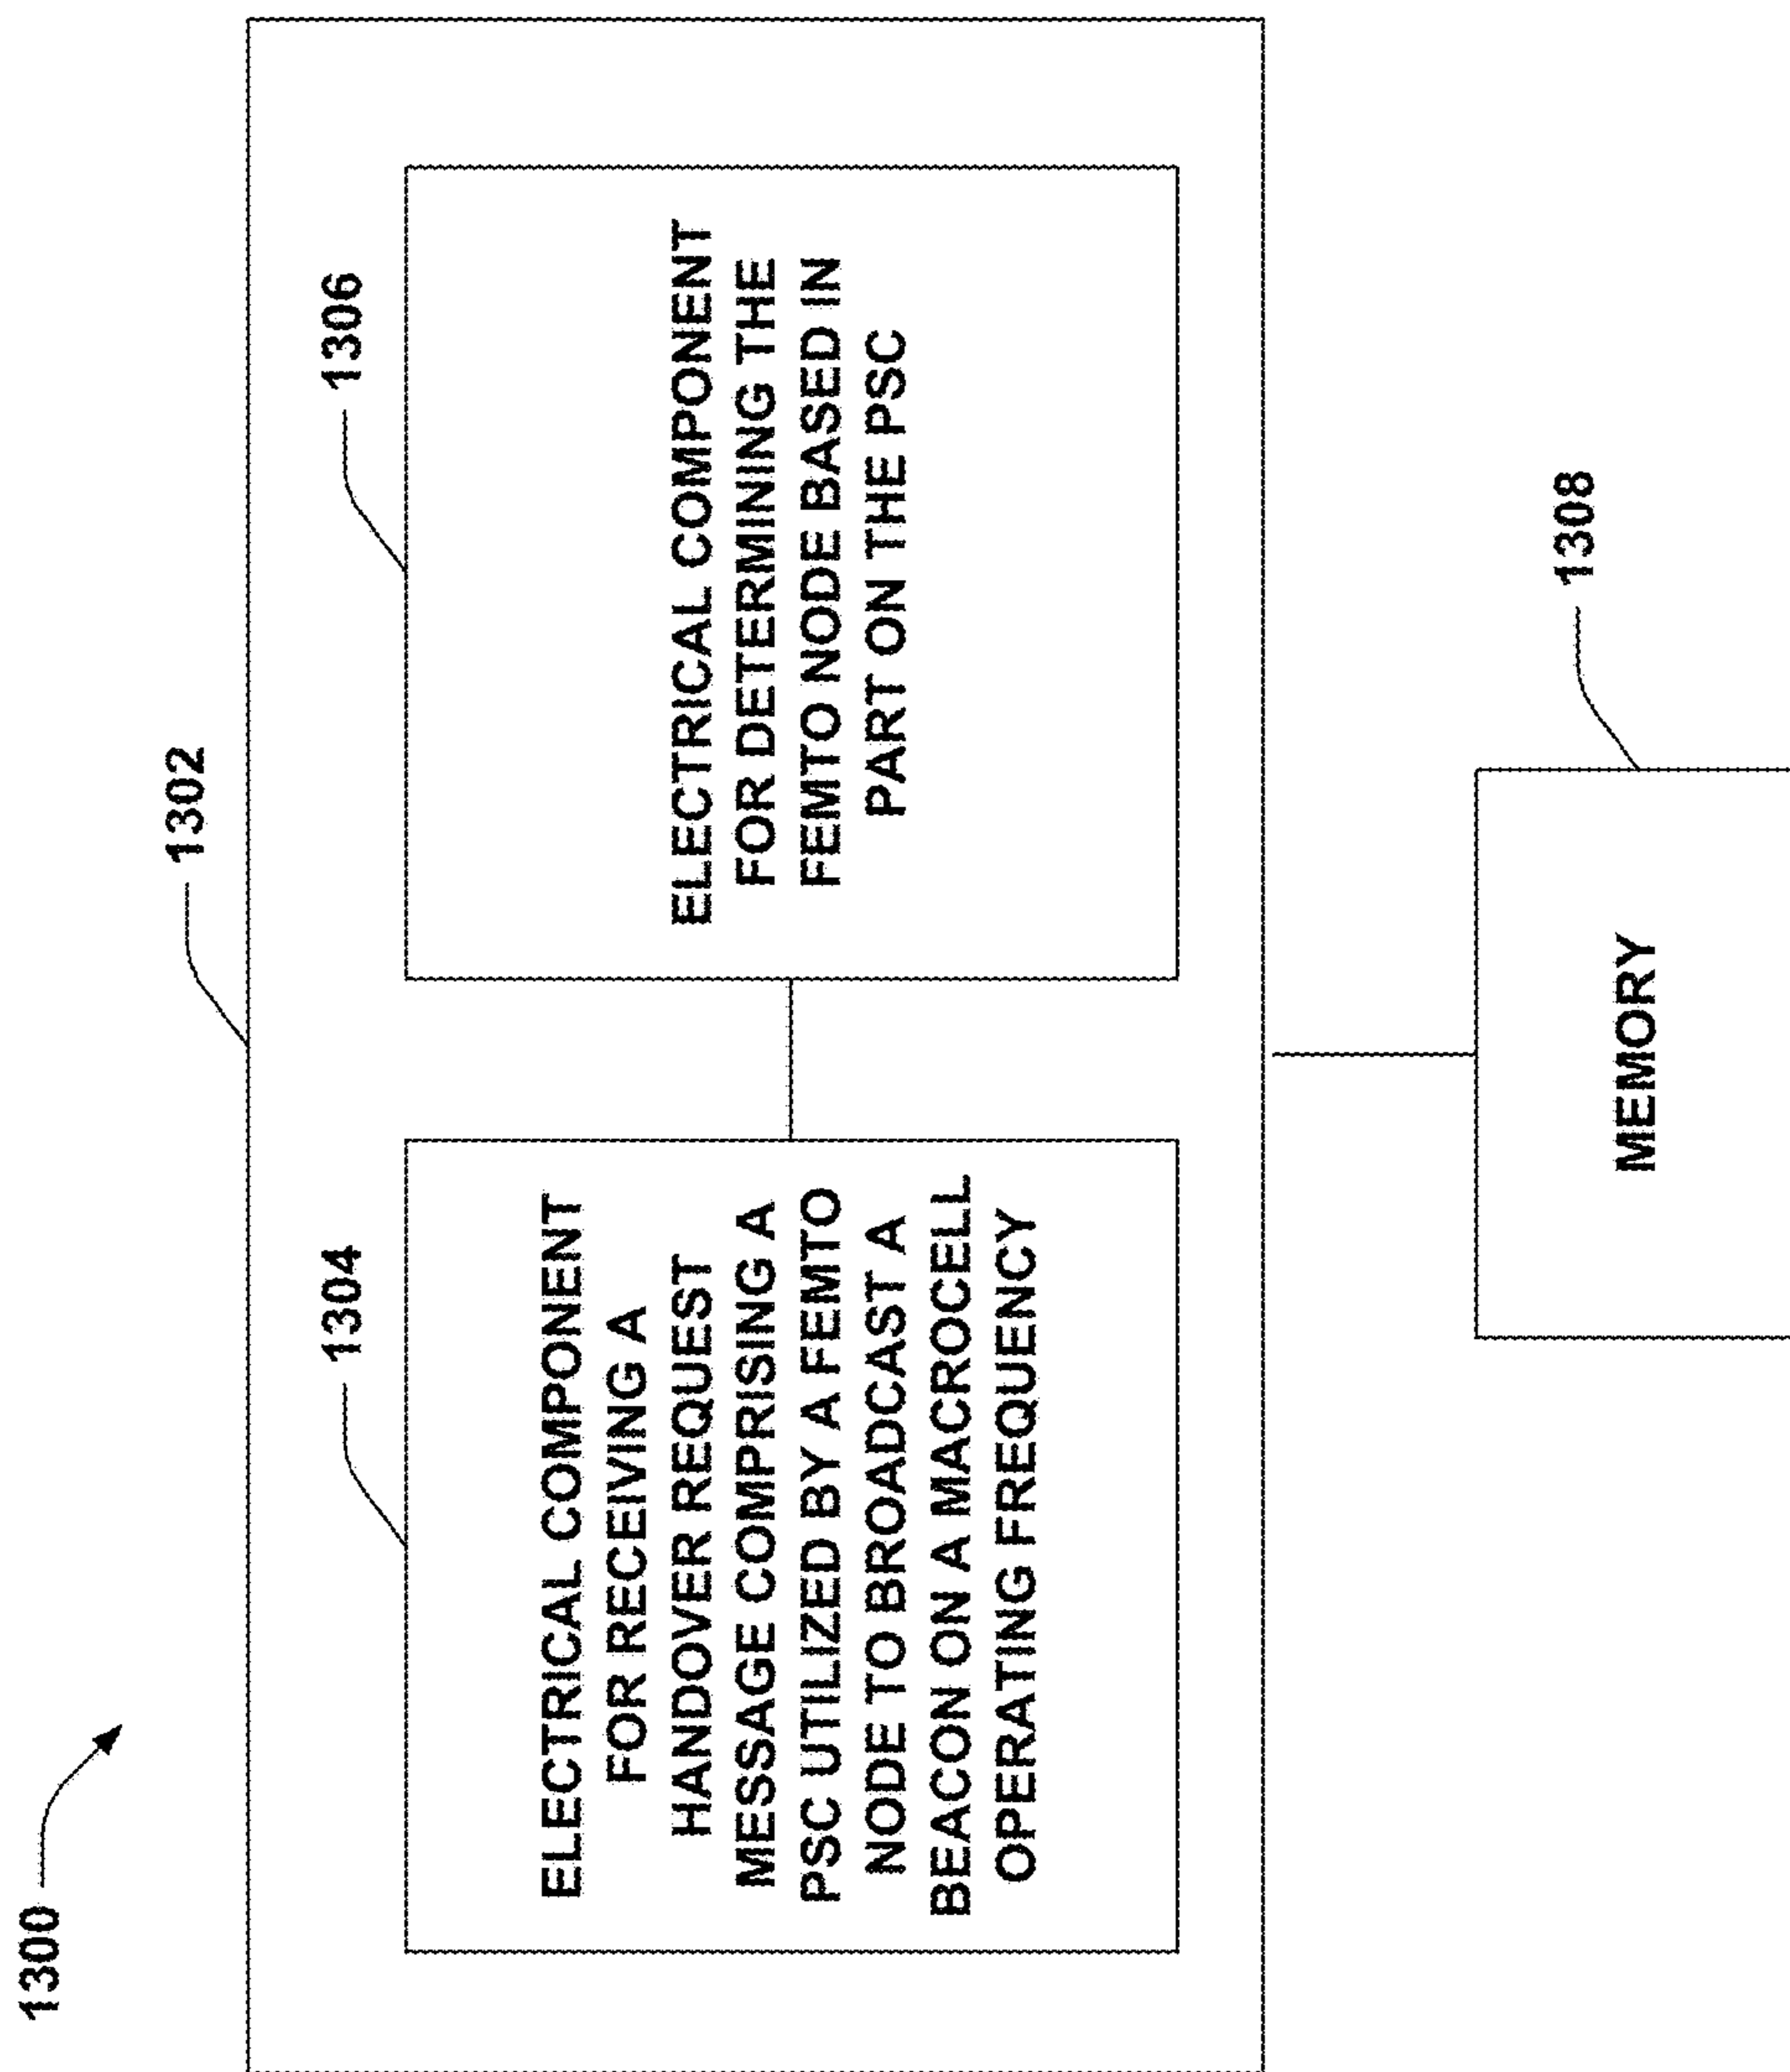 1300
1302
1304
ELECTRICAL COMPONENT
FOR RECEIVING A
HANDOVER REQUEST
MESSAGE COMPRISING A
PSC UTILIZED BY A FEMTO
NODE TO BROADCAST A
BEACON ON A MACROCELL
OPERATING FREQUENCY
1306
ELECTRICAL COMPONENT
FOR DETERMINING THE
FEMTO NODE BASED IN
PART ON THE PSC
1308
MEMORY